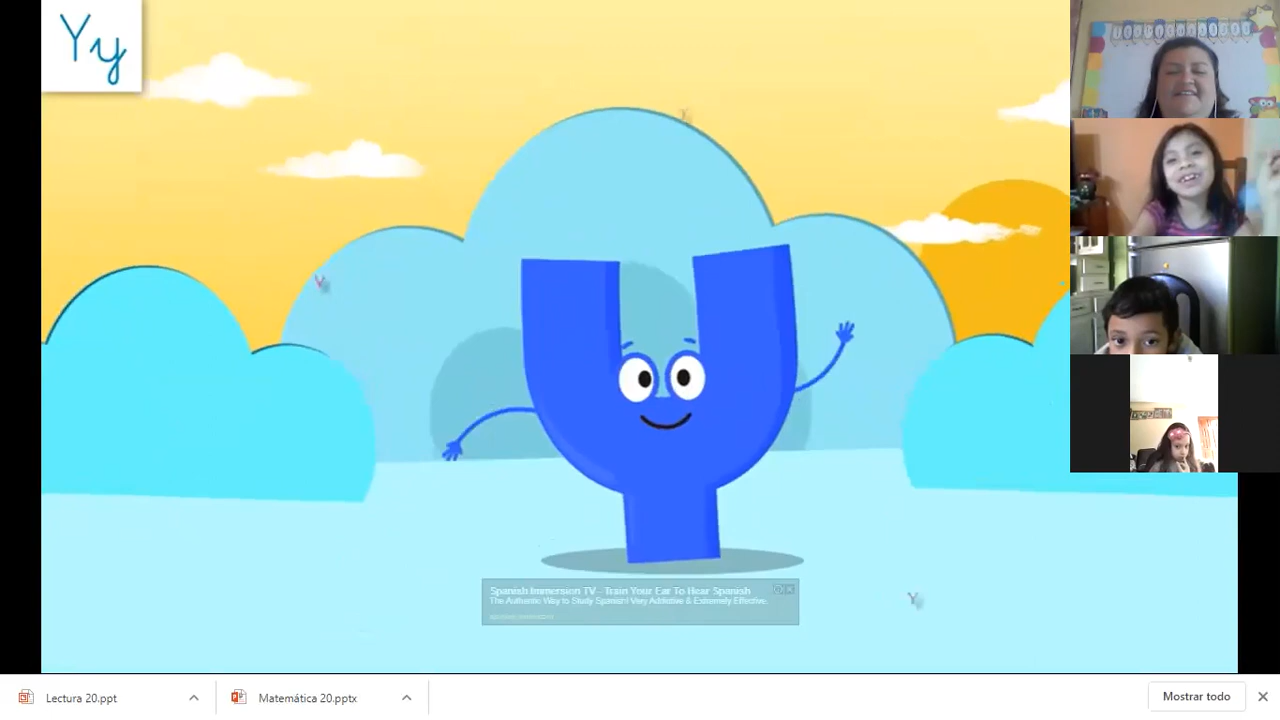 Yy
Spanish Immersion TV - Train Your Ear To Hear Spanish
The Authentic Way to Study Spanish! Very Addictive & Extremely Effective.
Y
Lectura 20.ppt
Matemática 20.pptx
Mostrar todo